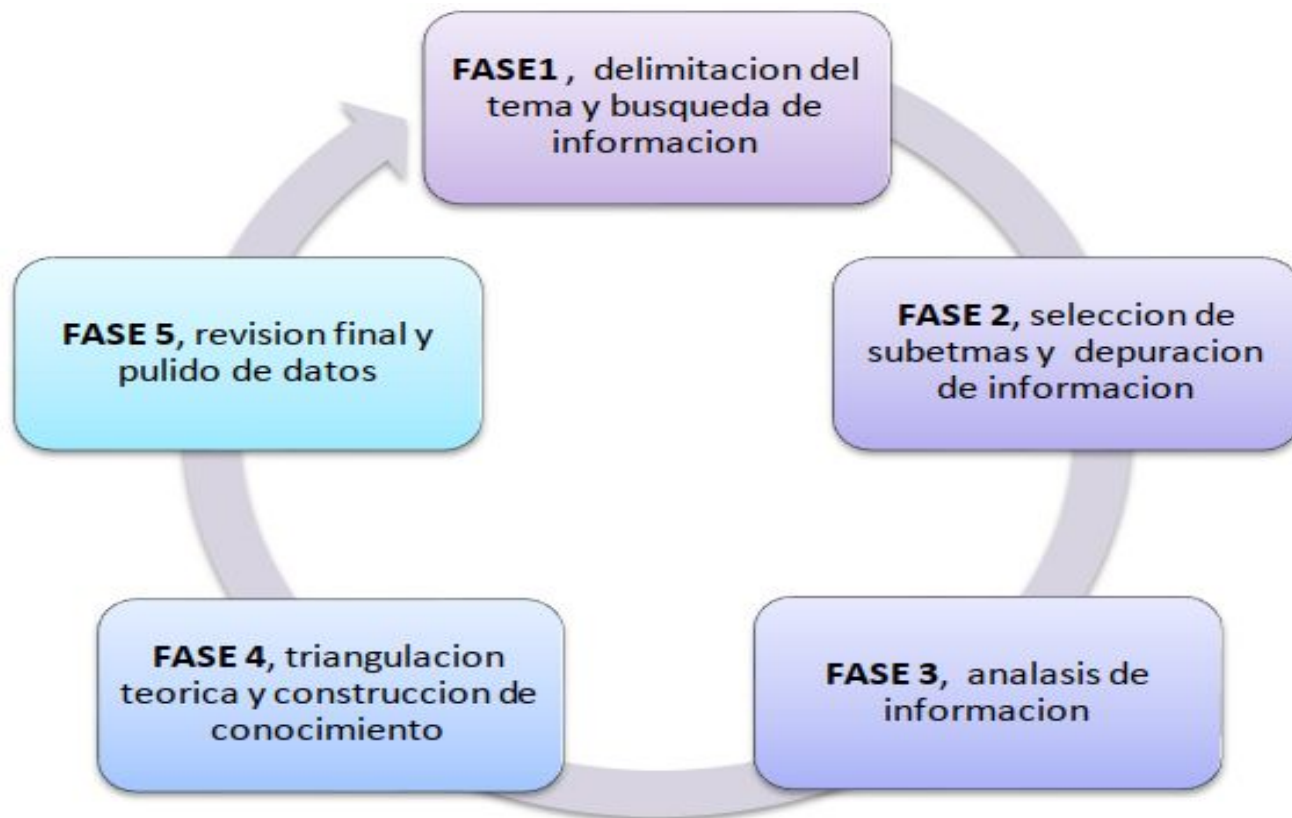 FASE1 , delimitacion del
tema y busqueda de
informacion
FASE 2, seleccion de
subetmas y depuracion
de informacion
FASE 3, analasis de
informacion
FASE 4, triangulacion
teorica y construccion de
conocimiento
FASE 5, revision final y
pulido de datos